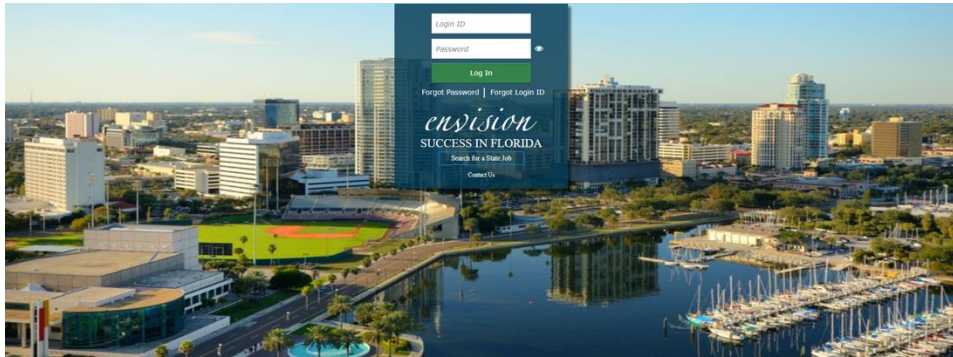 Login ID
Password
Log In
Forgot Password | Forgot Login ID
envision
SUCCESS IN FLORIDA
Search for a State Job
Contact Us